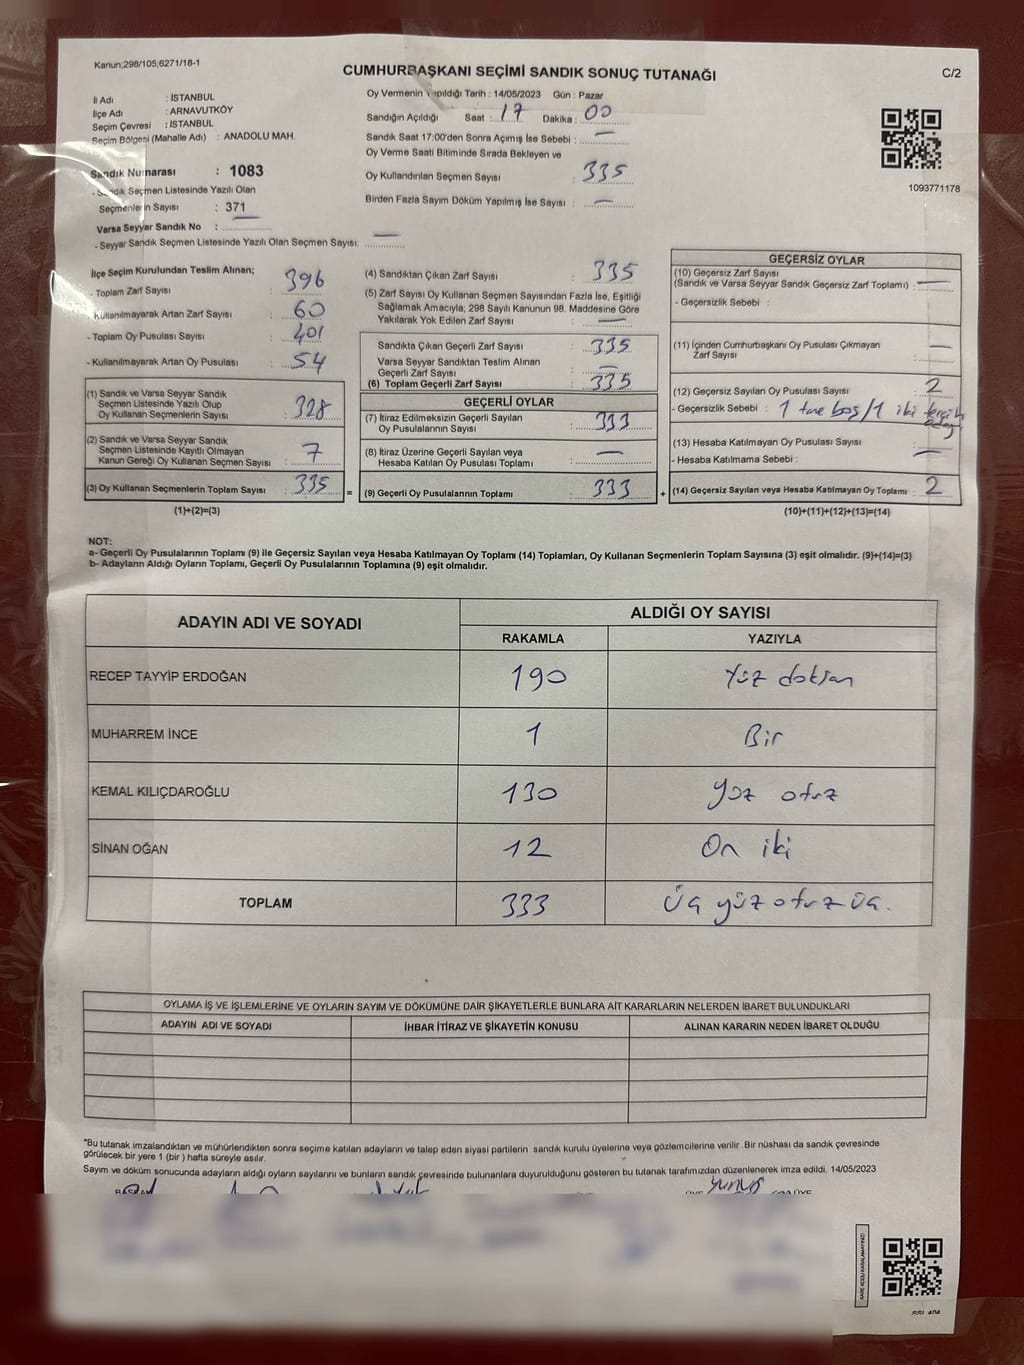 Kanun,298/105,6271/18-1
CUMHURBAŞKANI SEÇİMİ SANDIK SONUÇ TUTANAĞI
C/2
İl Adı : İSTANBUL
İlçe Adı : ARNAVUTKÖY
Seçim Çevresi : İSTANBUL
Seçim Bölgesi (Mahalle Adı) : ANADOLU MAH.
Sandık Numarası : 1083
- Sandık Seçmen Listesinde Yazılı Olan
Seçmenlerin Sayısı : 371
Varsa Seyyar Sandık No :
- Seyyar Sandık Seçmen Listesinde Yazılı Olan Seçmen Sayısı: —
Oy Vermenin Yapıldığı Tarih : 14/05/2023 Gün : Pazar
Sandığın Açıldığı Saat : 17 Dakika : 00
Sandık Saat 17:00'den Sonra Açımış İse Sebebi : —
Oy Verme Saati Bitiminde Sırada Bekleyen ve
Oy Kullandırılan Seçmen Sayısı : 335
Birden Fazla Sayım Döküm Yapılmış İse Sayısı : —
1093771178
İlçe Seçim Kurulundan Teslim Alınan;
- Toplam Zarf Sayısı : 396
- Kullanılmayarak Artan Zarf Sayısı : 60
- Toplam Oy Pusulası Sayısı : 401
- Kullanılmayarak Artan Oy Pusulası : 54
(1) Sandık ve Varsa Seyyar Sandık
Seçmen Listesinde Yazılı Olup
Oy Kullanan Seçmenlerin Sayısı : 328
(2) Sandık ve Varsa Seyyar Sandık
Seçmen Listesinde Kayıtlı Olmayan
Kanun Gereği Oy Kullanan Seçmen Sayısı : 7
(3) Oy Kullanan Seçmenlerin Toplam Sayısı : 335
(1)+(2)=(3)
=
(4) Sandıktan Çıkan Zarf Sayısı : 335
(5) Zarf Sayısı Oy Kullanan Seçmen Sayısından Fazla İse, Eşitliği
Sağlamak Amacıyla; 298 Sayılı Kanunun 98. Maddesine Göre
Yakılarak Yok Edilen Zarf Sayısı : —
Sandıkta Çıkan Geçerli Zarf Sayısı : 335
Varsa Seyyar Sandıktan Teslim Alınan
Geçerli Zarf Sayısı : —
(6) Toplam Geçerli Zarf Sayısı : 335
GEÇERLİ OYLAR
(7) İtiraz Edilmeksizin Geçerli Sayılan
Oy Pusulalarının Sayısı : 333
(8) İtiraz Üzerine Geçerli Sayılan veya
Hesaba Katılan Oy Pusulası Toplamı : —
(9) Geçerli Oy Pusulalarının Toplamı : 333
+
GEÇERSİZ OYLAR
(10) Geçersiz Zarf Sayısı
(Sandık ve Varsa Seyyar Sandık Geçersiz Zarf Toplamı) : —
- Geçersizlik Sebebi :
(11) İçinden Cumhurbaşkanı Oy Pusulası Çıkmayan
Zarf Sayısı : —
(12) Geçersiz Sayılan Oy Pusulası Sayısı : 2
- Geçersizlik Sebebi : 1 tane boş/1 iki tercih
(13) Hesaba Katılmayan Oy Pusulası Sayısı : —
- Hesaba Katılmama Sebebi :
(14) Geçersiz Sayılan veya Hesaba Katılmayan Oy Toplamı : 2
(10)+(11)+(12)+(13)=(14)
NOT:
a- Geçerli Oy Pusulalarının Toplamı (9) ile Geçersiz Sayılan veya Hesaba Katılmayan Oy Toplamı (14) Toplamları, Oy Kullanan Seçmenlerin Toplam Sayısına (3) eşit olmalıdır. (9)+(14)=(3)
b- Adayların Aldığı Oyların Toplamı, Geçerli Oy Pusulalarının Toplamına (9) eşit olmalıdır.
ADAYIN ADI VE SOYADI
ALDIĞI OY SAYISI
RAKAMLA YAZIYLA
RECEP TAYYİP ERDOĞAN 190 Yüz doksan
MUHARREM İNCE 1 Bir
KEMAL KILIÇDAROĞLU 130 Yüz otuz
SİNAN OĞAN 12 On iki
TOPLAM 333 Üç yüz otuz üç.
OYLAMA İŞ VE İŞLEMLERİNE VE OYLARIN SAYIM VE DÖKÜMÜNE DAİR ŞİKAYETLERLE BUNLARA AİT KARARLARIN NELERDEN İBARET BULUNDUKLARI
ADAYIN ADI VE SOYADI İHBAR İTİRAZ VE ŞİKAYETİN KONUSU ALINAN KARARIN NEDEN İBARET OLDUĞU
*Bu tutanak imzalandıktan ve mühürlendikten sonra seçime katılan adayların ve talep eden siyasi partilerin sandık kurulu üyelerine veya gözlemcilerine verilir. Bir nüshası da sandık çevresinde
görülecek bir yere 1 (bir ) hafta süreyle asılır.
Sayım ve döküm sonucunda adayların aldığı oyların sayılarını ve bunların sandık çevresinde bulunanlara duyurulduğunu gösteren bu tutanak tarafımızdan düzenlenerek imza edildi. 14/05/2023
BAŞKAN Yunus ÜYE